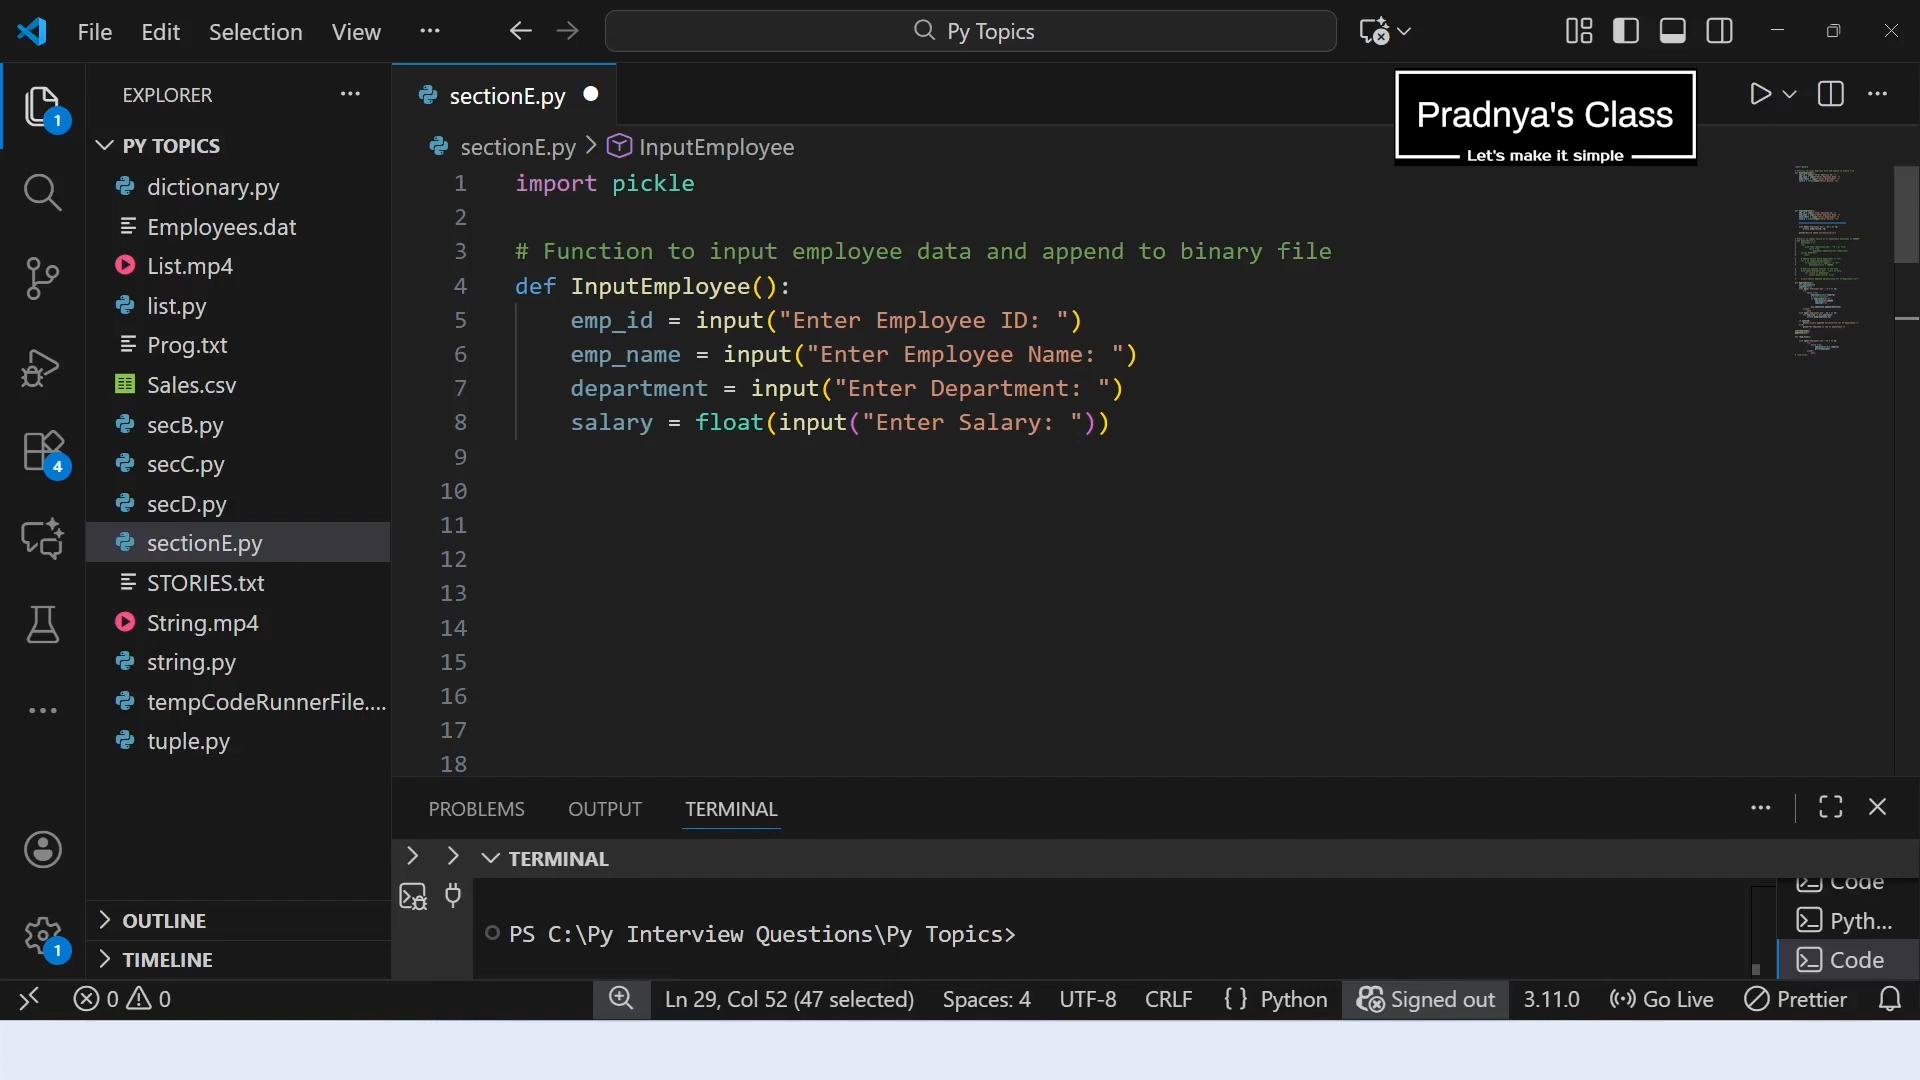 File Edit Selection View ···
Py Topics
Pradnya's Class
Let's make it simple
EXPLORER
PY TOPICS
dictionary.py
Employees.dat
List.mp4
list.py
Prog.txt
Sales.csv
secB.py
secC.py
secD.py
sectionE.py
STORIES.txt
String.mp4
string.py
tempCodeRunnerFile....
tuple.py
OUTLINE
TIMELINE
1
4
1
sectionE.py
sectionE.py > InputEmployee
1 import pickle
2
3 # Function to input employee data and append to binary file
4 def InputEmployee():
5 emp_id = input("Enter Employee ID: ")
6 emp_name = input("Enter Employee Name: ")
7 department = input("Enter Department: ")
8 salary = float(input("Enter Salary: "))
9
10
11
12
13
14
15
16
17
18
PROBLEMS OUTPUT TERMINAL
TERMINAL
PS C:\Py Interview Questions\Py Topics>
Code
Pyth...
Code
0 0 Ln 29, Col 52 (47 selected) Spaces: 4 UTF-8 CRLF {} Python Signed out 3.11.0 Go Live Prettier